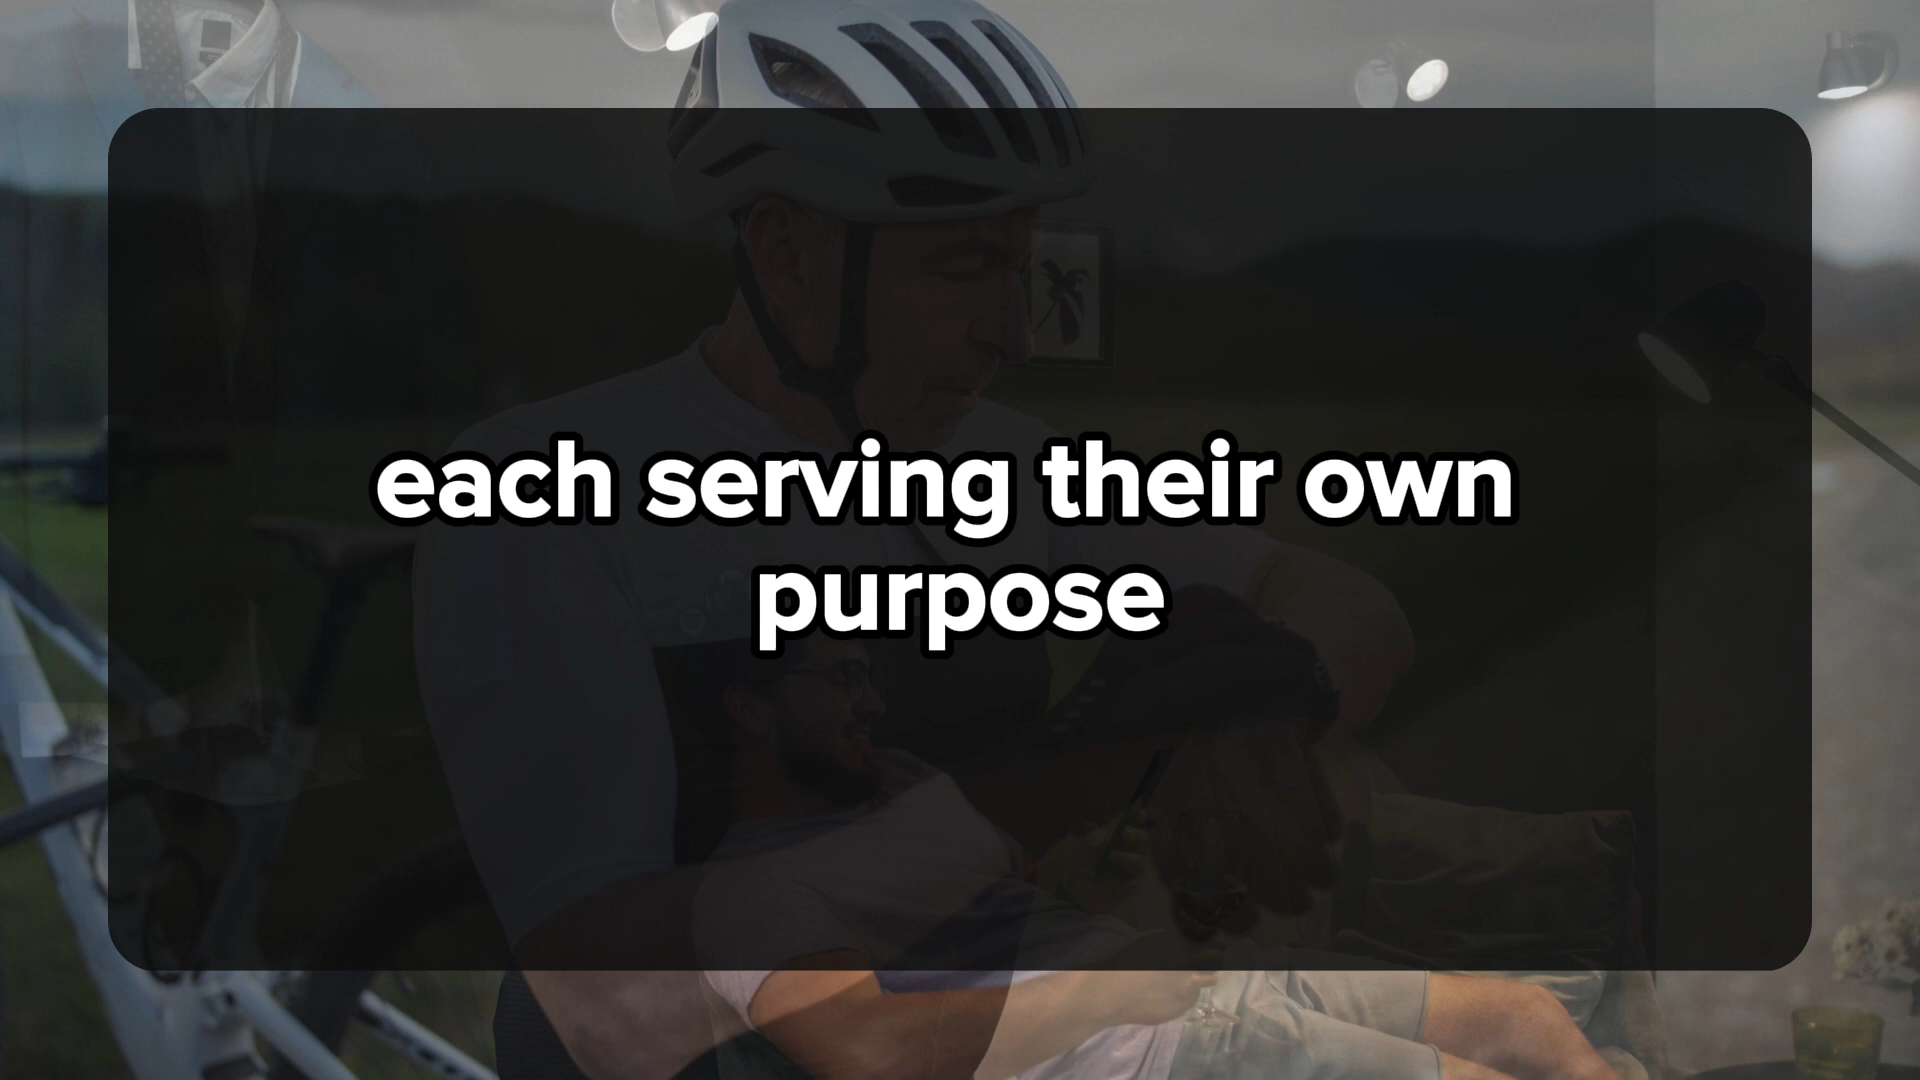 each serving their own
purpose